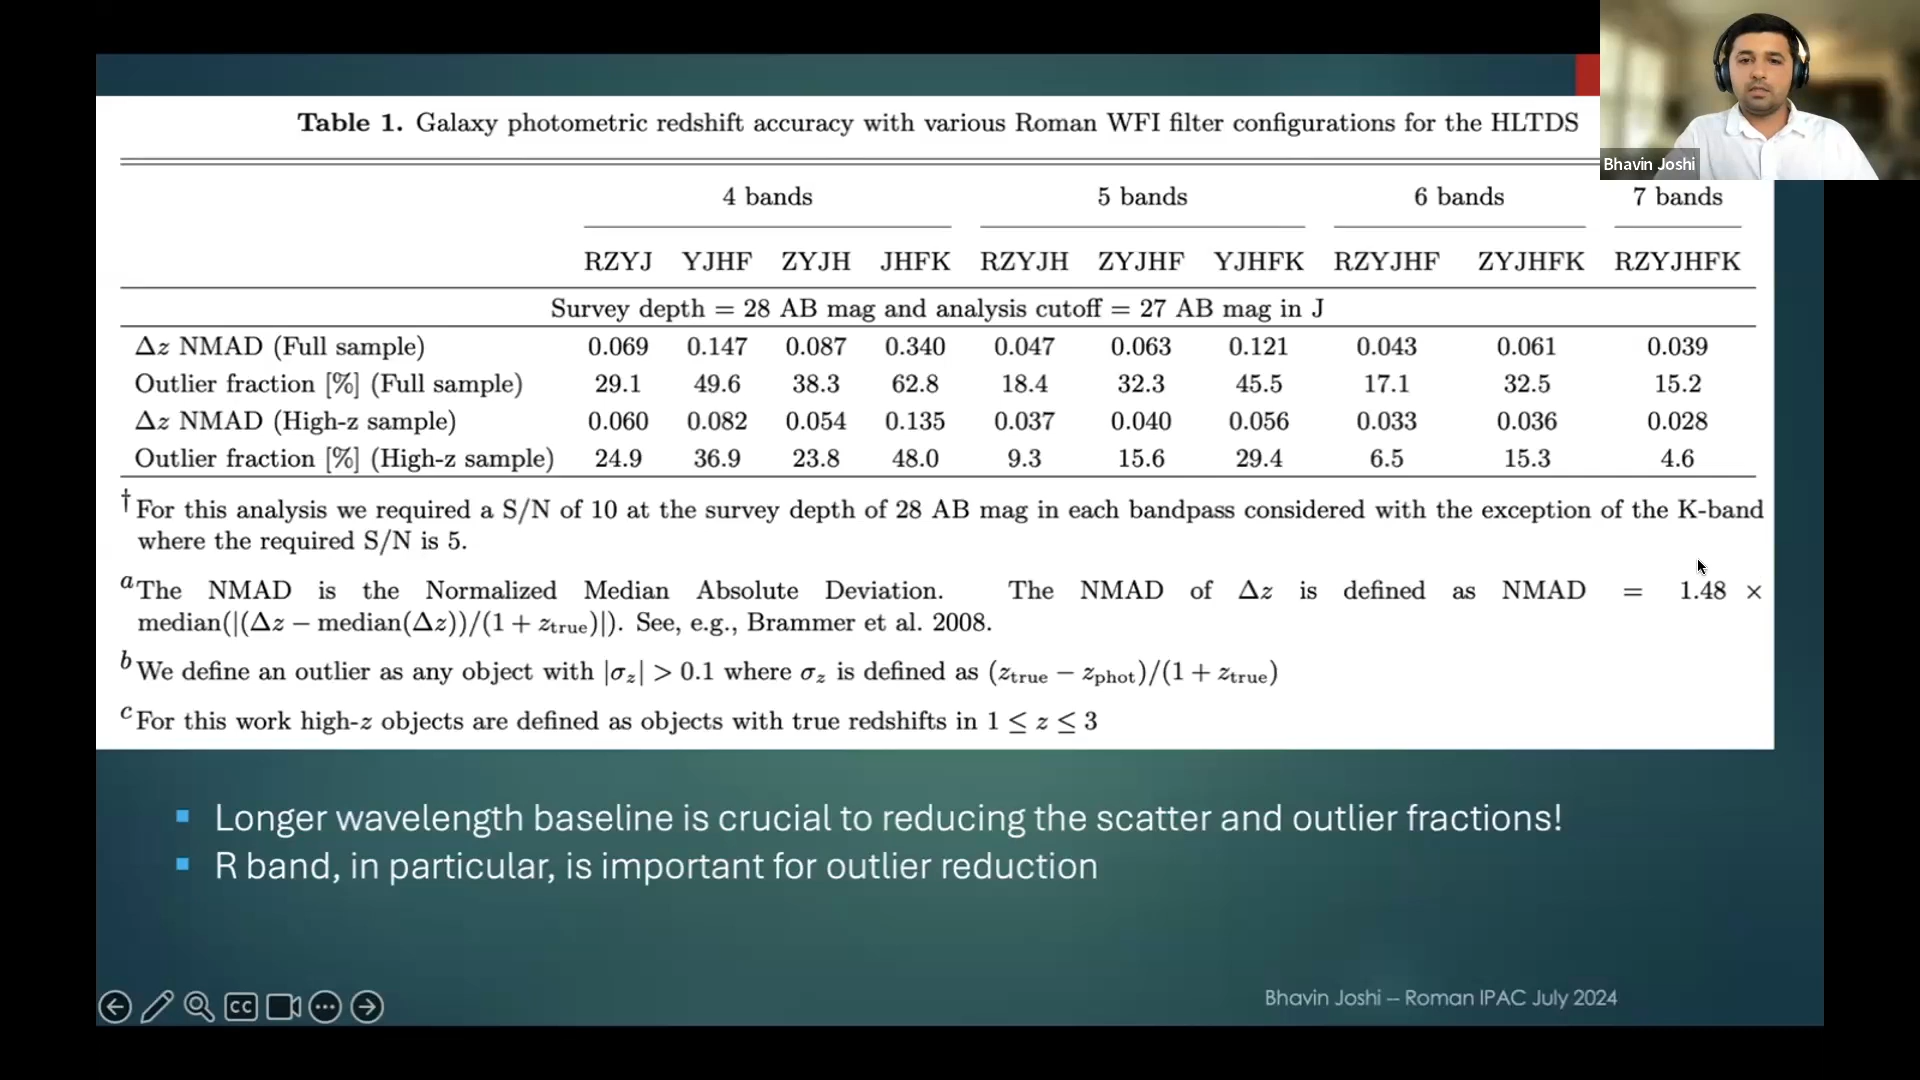 Table 1. Galaxy photometric redshift accuracy with various Roman WFI filter configurations for the HLTDS
Bhavin Joshi
4 bands 5 bands 6 bands 7 bands
RZYJ YJHF ZYJH JHFK RZYJH ZYJHF YJHFK RZYJHF ZYJHFK RZYJHFK
Survey depth = 28 AB mag and analysis cutoff = 27 AB mag in J
Δz NMAD (Full sample) 0.069 0.147 0.087 0.340 0.047 0.063 0.121 0.043 0.061 0.039
Outlier fraction [%] (Full sample) 29.1 49.6 38.3 62.8 18.4 32.3 45.5 17.1 32.5 15.2
Δz NMAD (High-z sample) 0.060 0.082 0.054 0.135 0.037 0.040 0.056 0.033 0.036 0.028
Outlier fraction [%] (High-z sample) 24.9 36.9 23.8 48.0 9.3 15.6 29.4 6.5 15.3 4.6
† For this analysis we required a S/N of 10 at the survey depth of 28 AB mag in each bandpass considered with the exception of the K-band
where the required S/N is 5.
a The NMAD is the Normalized Median Absolute Deviation. The NMAD of Δz is defined as NMAD = 1.48 ×
median(|(Δz − median(Δz))/(1 + ztrue)|). See, e.g., Brammer et al. 2008.
b We define an outlier as any object with |σz| > 0.1 where σz is defined as (ztrue − zphot)/(1 + ztrue)
c For this work high-z objects are defined as objects with true redshifts in 1 ≤ z ≤ 3
▪ Longer wavelength baseline is crucial to reducing the scatter and outlier fractions!
▪ R band, in particular, is important for outlier reduction
CC
Bhavin Joshi – Roman IPAC July 2024